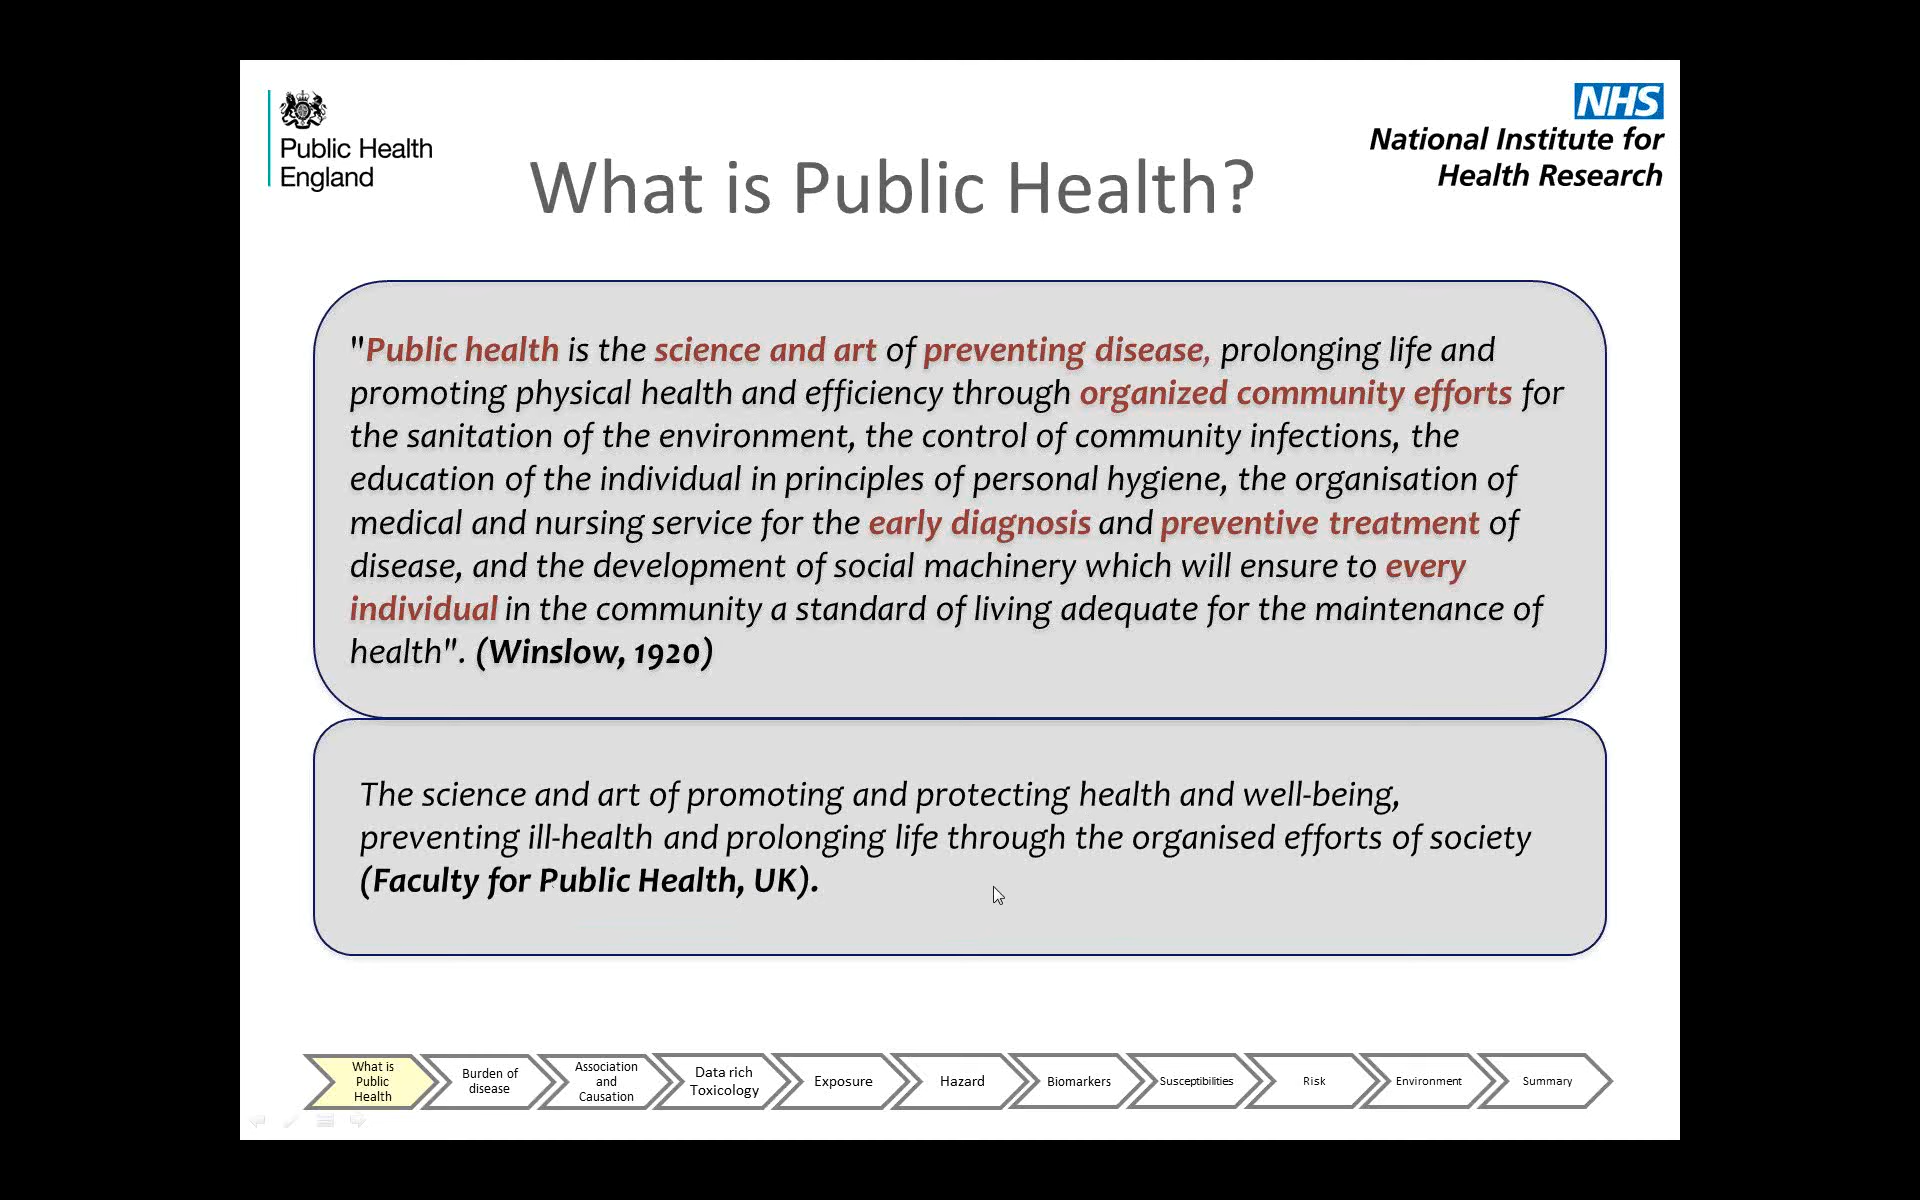 Public Health
England
NHS
National Institute for
Health Research
What is Public Health?
"Public health is the science and art of preventing disease, prolonging life and
promoting physical health and efficiency through organized community efforts for
the sanitation of the environment, the control of community infections, the
education of the individual in principles of personal hygiene, the organisation of
medical and nursing service for the early diagnosis and preventive treatment of
disease, and the development of social machinery which will ensure to every
individual in the community a standard of living adequate for the maintenance of
health". (Winslow, 1920)
The science and art of promoting and protecting health and well-being,
preventing ill-health and prolonging life through the organised efforts of society
(Faculty for Public Health, UK).
What is
Public
Health
Burden of
disease
Association
and
Causation
Data rich
Toxicology
Exposure
Hazard
Biomarkers
Susceptibilities
Risk
Environment
Summary